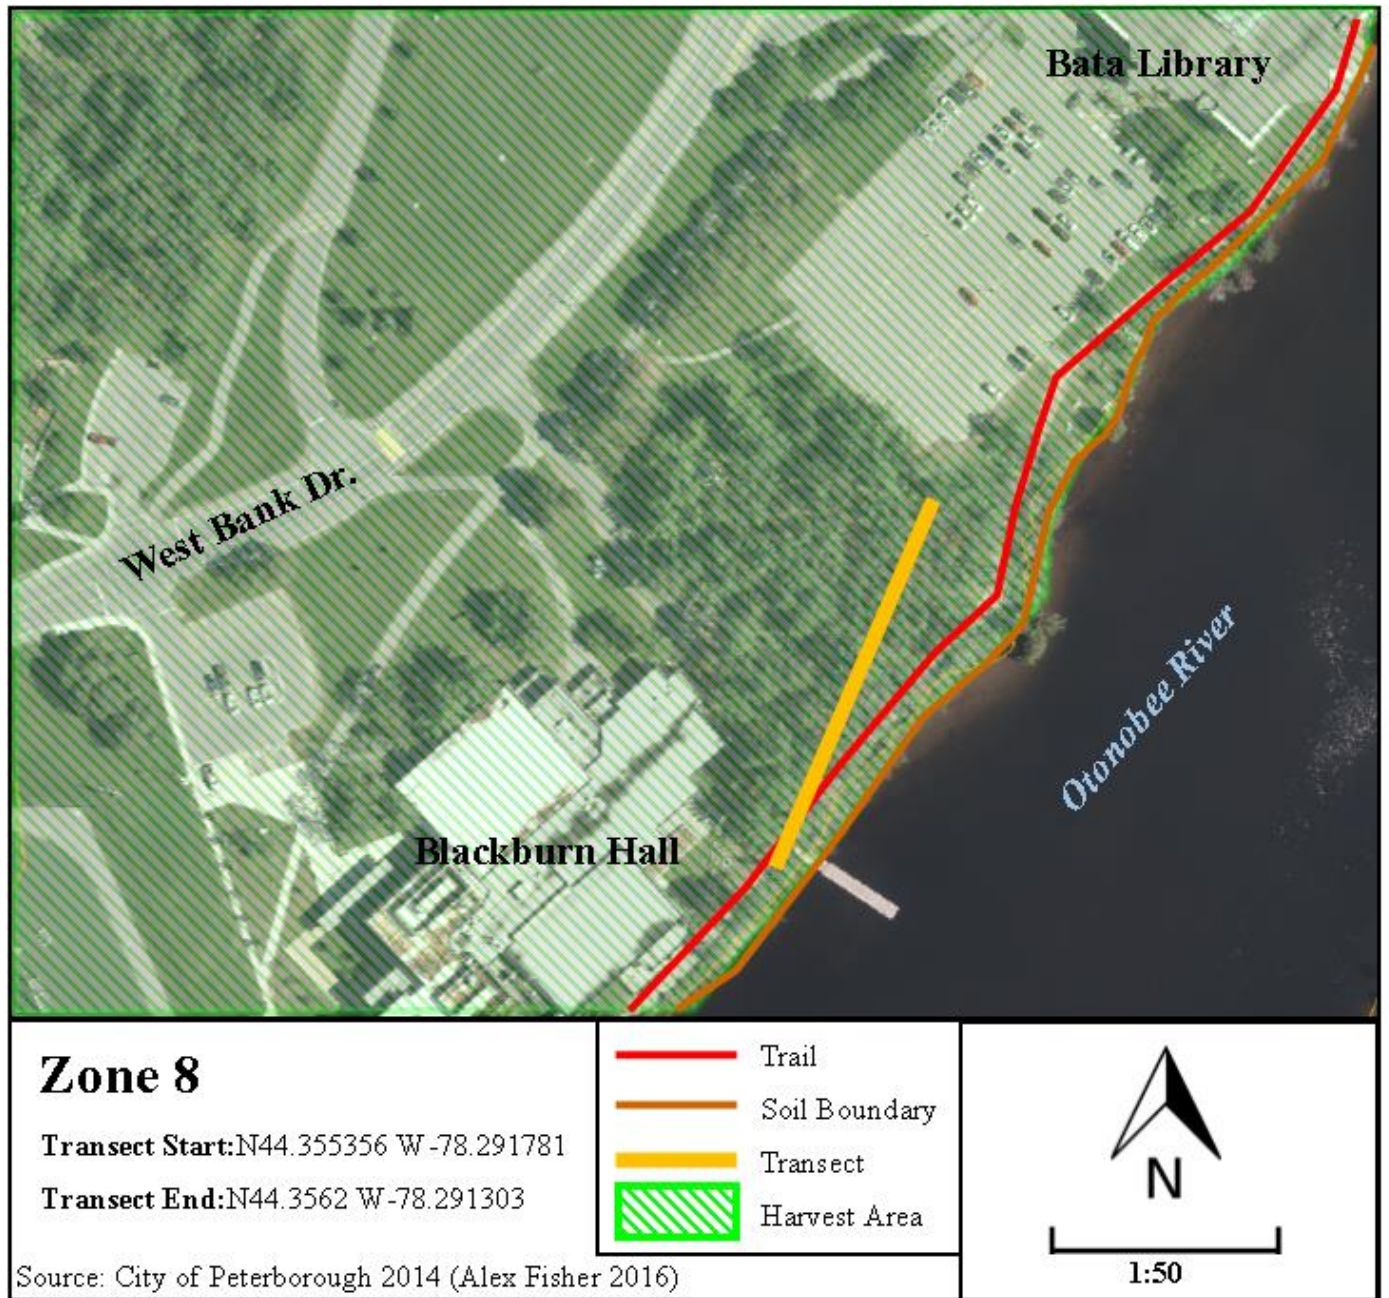 Bata Library
West Bank Dr.
Otonobee River
Blackburn Hall
Zone 8
Transect Start:N44.355356 W-78.291781
Transect End:N44.3562 W-78.291303
Source: City of Peterborough 2014 (Alex Fisher 2016)
Trail
Soil Boundary
Transect
Harvest Area
N
1:50